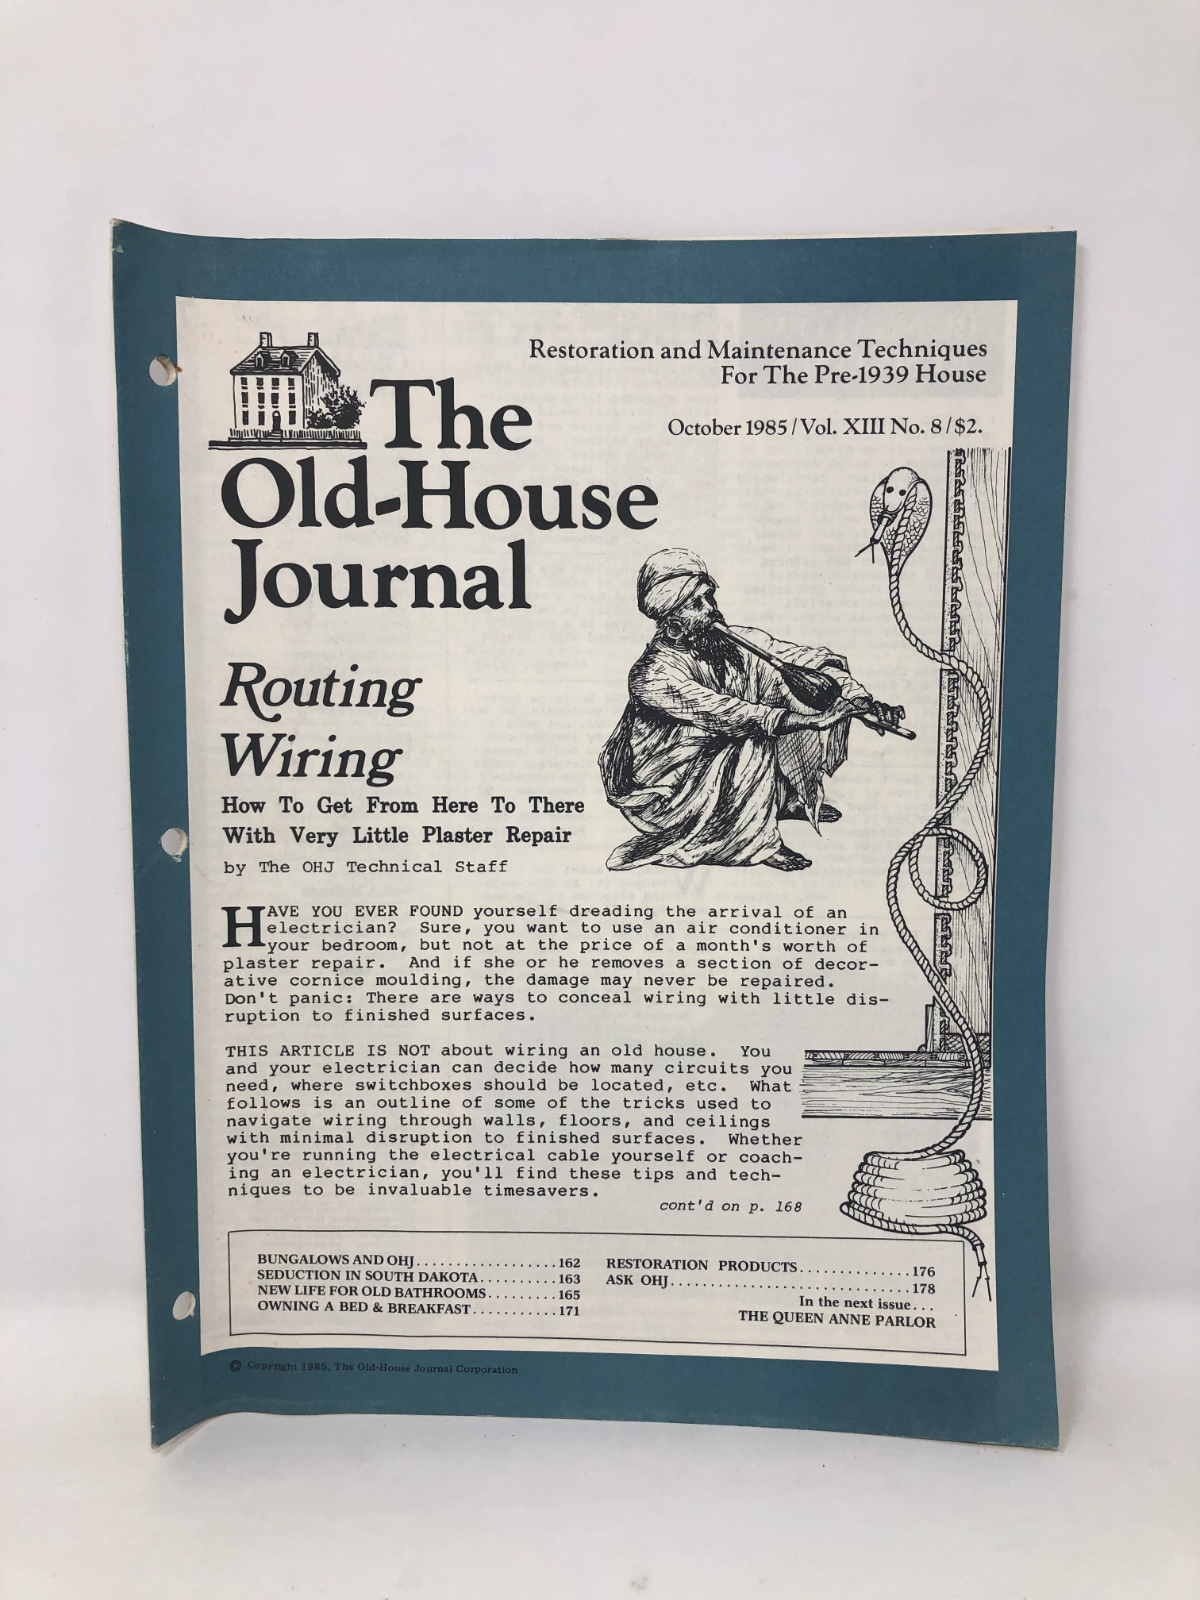 Restoration and Maintenance Techniques
For The Pre-1939 House
October 1985/Vol. XIII No. 8/$2.
The
Old-House
Journal
Routing
Wiring
How To Get From Here To There
With Very Little Plaster Repair
by The OHJ Technical Staff
HAVE YOU EVER FOUND yourself dreading the arrival of an
electrician? Sure, you want to use an air conditioner in
your bedroom, but not at the price of a month's worth of
plaster repair. And if she or he removes a section of decor-
ative cornice moulding, the damage may never be repaired.
Don't panic: There are ways to conceal wiring with little dis-
ruption to finished surfaces.
THIS ARTICLE IS NOT about wiring an old house. You
and your electrician can decide how many circuits you
need, where switchboxes should be located, etc. What
follows is an outline of some of the tricks used to
navigate wiring through walls, floors, and ceilings
with minimal disruption to finished surfaces. Whether
you're running the electrical cable yourself or coach-
ing an electrician, you'll find these tips and tech-
niques to be invaluable timesavers.
cont'd on p. 168
BUNGALOWS AND OHJ..................162
SEDUCTION IN SOUTH DAKOTA..........163
NEW LIFE FOR OLD BATHROOMS.........165
OWNING A BED & BREAKFAST...........171
RESTORATION PRODUCTS..............176
ASK OHJ..............................178
In the next issue...
THE QUEEN ANNE PARLOR
© Copyright 1985, The Old-House Journal Corporation